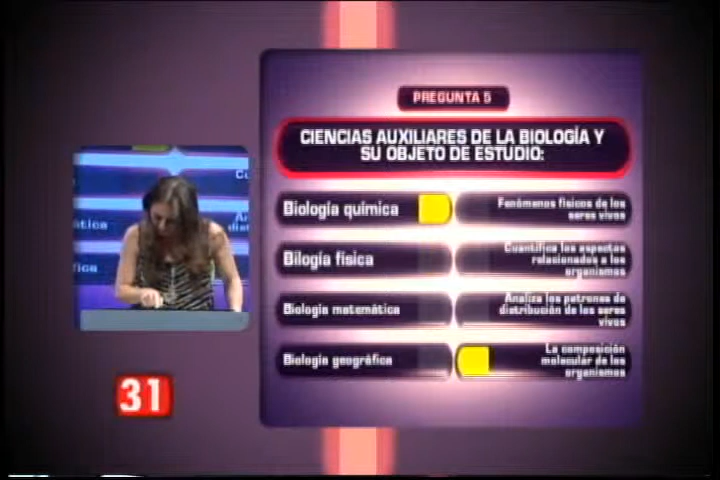 PREGUNTA 5
CIENCIAS AUXILIARES DE LA BIOLOGÍA Y
SU OBJETO DE ESTUDIO:
Biología química
Fenómenos físicos de los
seres vivos
Bilogía física
Cuantifica los aspectos
relacionados a los
organismos
Biología matemática
Analiza los patrones de
distribución de los seres
vivos
Biología geográfica
La composición
molecular de los
organismos
31